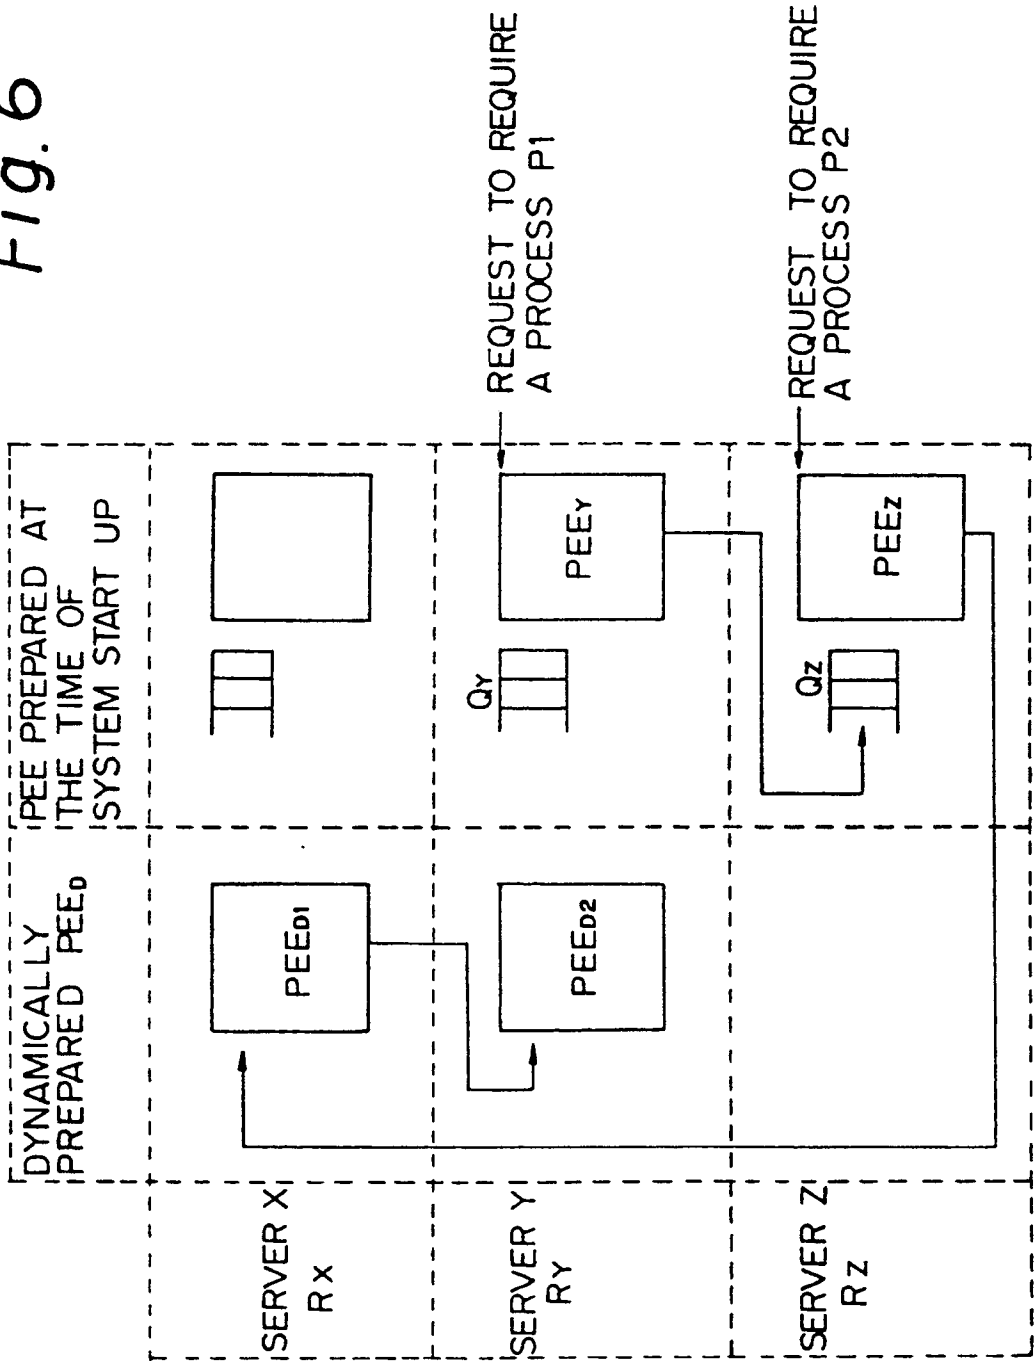 Fig. 6
DYNAMICALLY
PREPARED PEED
PEE PREPARED AT
THE TIME OF
SYSTEM START UP
SERVER X
RX
PEED1
SERVER Y
RY
PEED2
QY
PEEY
REQUEST TO REQUIRE
A PROCESS P1
SERVER Z
RZ
QZ
PEEZ
REQUEST TO REQUIRE
A PROCESS P2